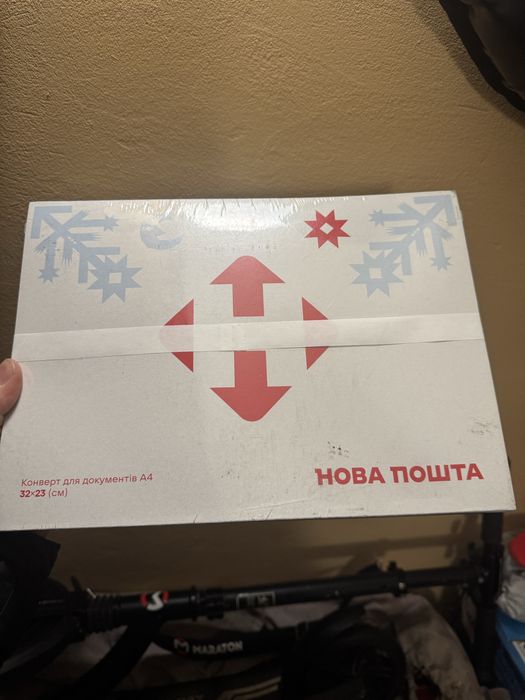 Конверт для документів А4
32×23 (см)
НОВА ПОШТА
MARATON